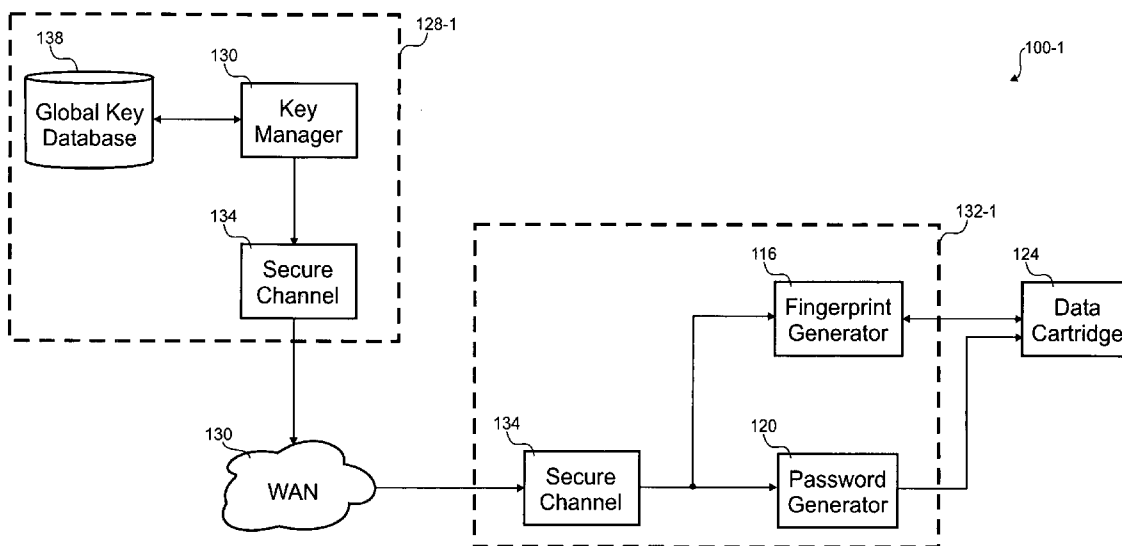 128-1
138
130
100-1
Global Key
Database
Key
Manager
134
Secure
Channel
132-1
116
124
Fingerprint
Generator
Data
Cartridge
130
WAN
134
120
Secure
Channel
Password
Generator